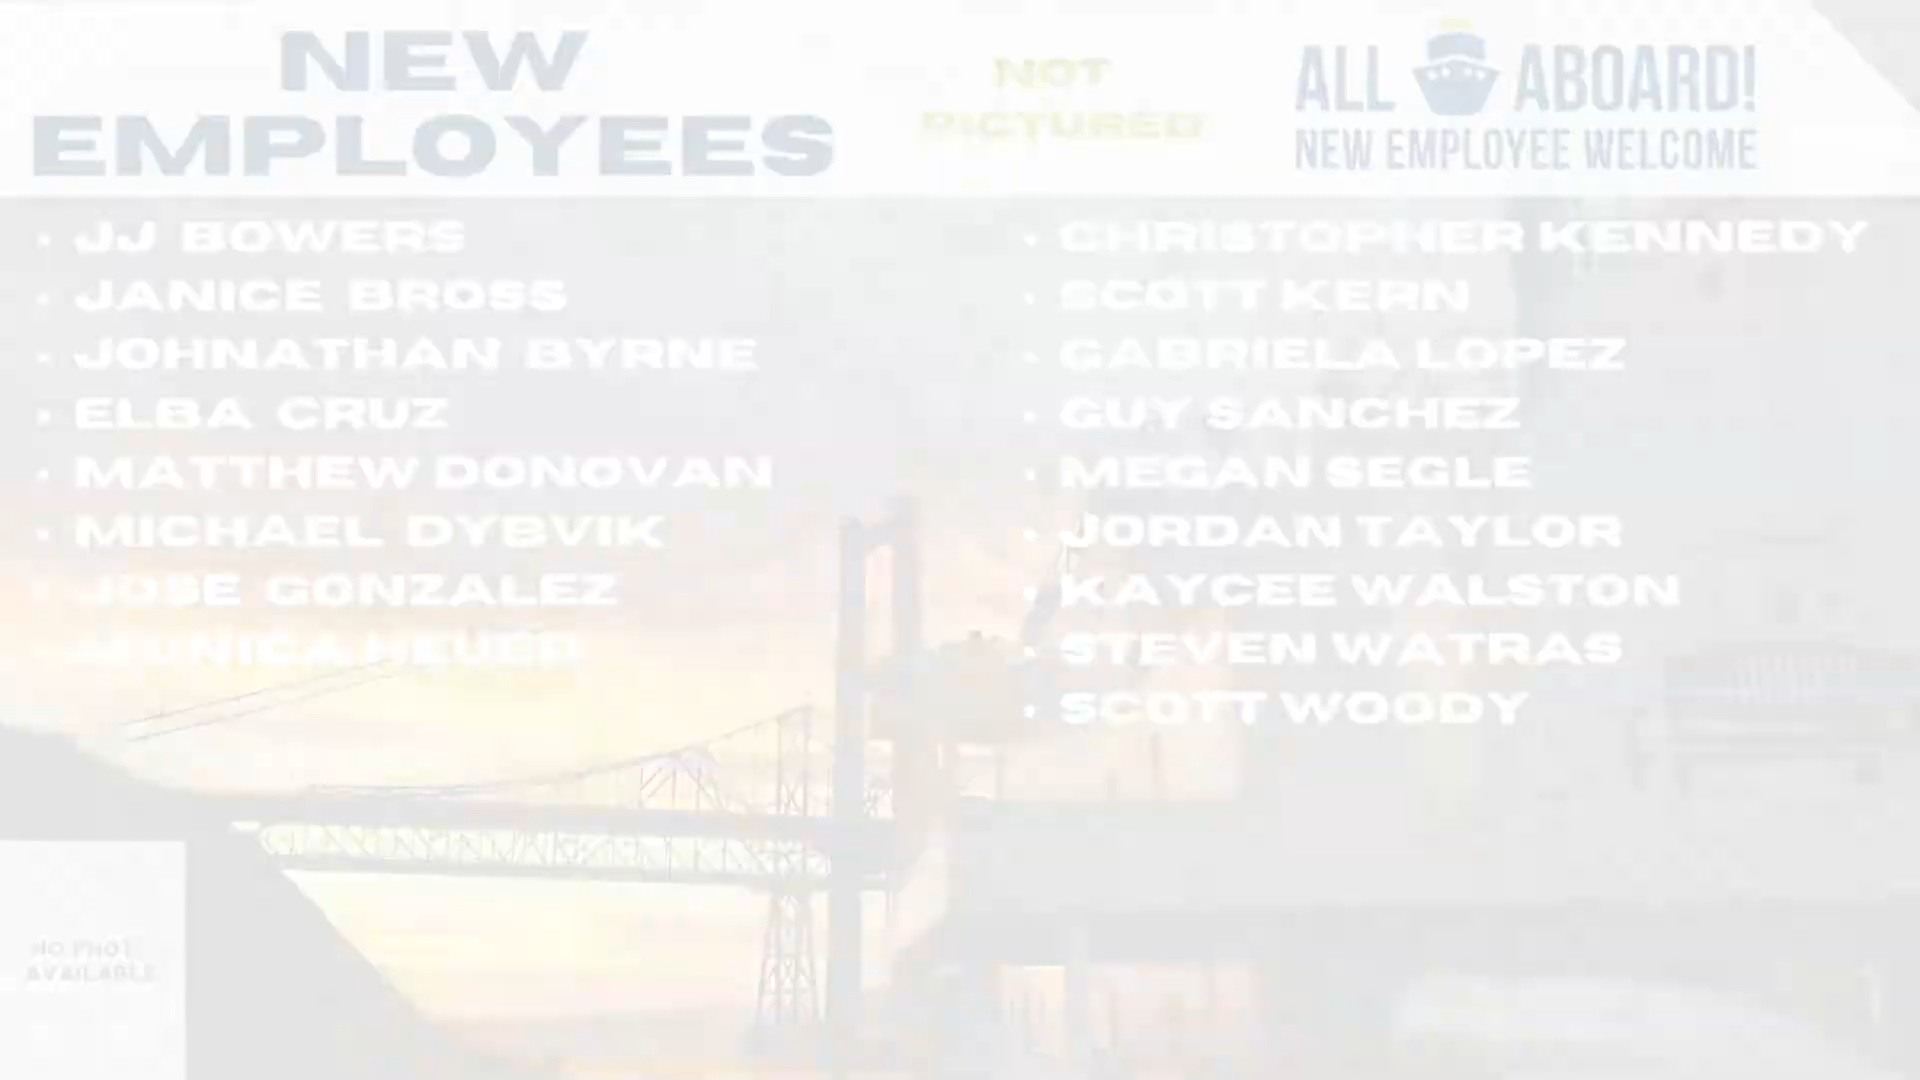 NEW
EMPLOYEES
NOT
PICTURED
ALL ABOARD!
NEW EMPLOYEE WELCOME
• JJ BOWERS
• JANICE BROSS
• JOHNATHAN BYRNE
• ELBA CRUZ
• MATTHEW DONOVAN
• MICHAEL DYBVIK
• JOSE GONZALEZ
• CHRISTOPHER KENNEDY
• SCOTT KERN
• GABRIELA LOPEZ
• GUY SANCHEZ
• MEGAN SEGLE
• JORDAN TAYLOR
• KAYCEE WALSTON
• STEVEN WATRAS
• SCOTT WOODY
AVAILABLE